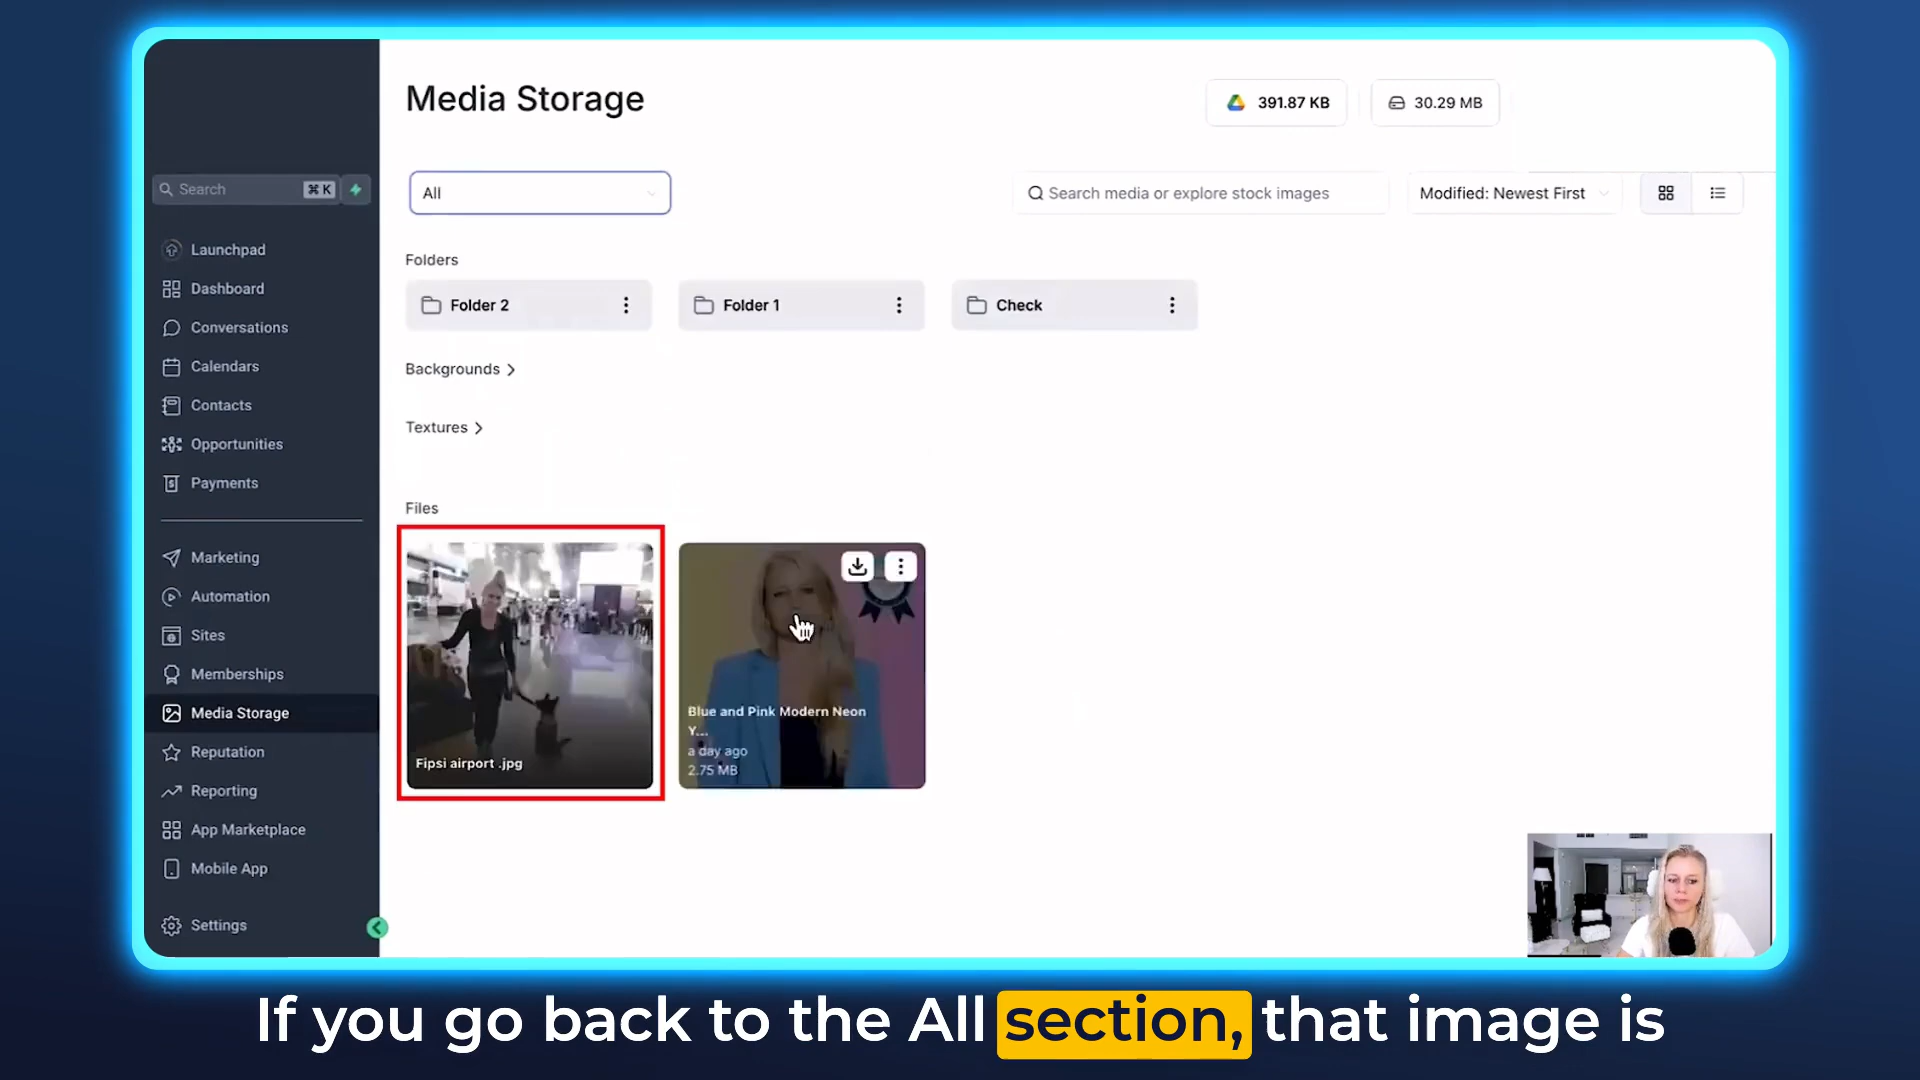 Media Storage
391.87 KB
30.29 MB
Search
⌘ K
All
Search media or explore stock images
Modified: Newest First
Launchpad
Dashboard
Conversations
Calendars
Contacts
Opportunities
Payments
Marketing
Automation
Sites
Memberships
Media Storage
Reputation
Reporting
App Marketplace
Mobile App
Settings
Folders
Folder 2
Folder 1
Check
Backgrounds
Textures
Files
Fipsi airport .jpg
Blue and Pink Modern Neon
Y...
a day ago
2.75 MB
If you go back to the All section, that image is